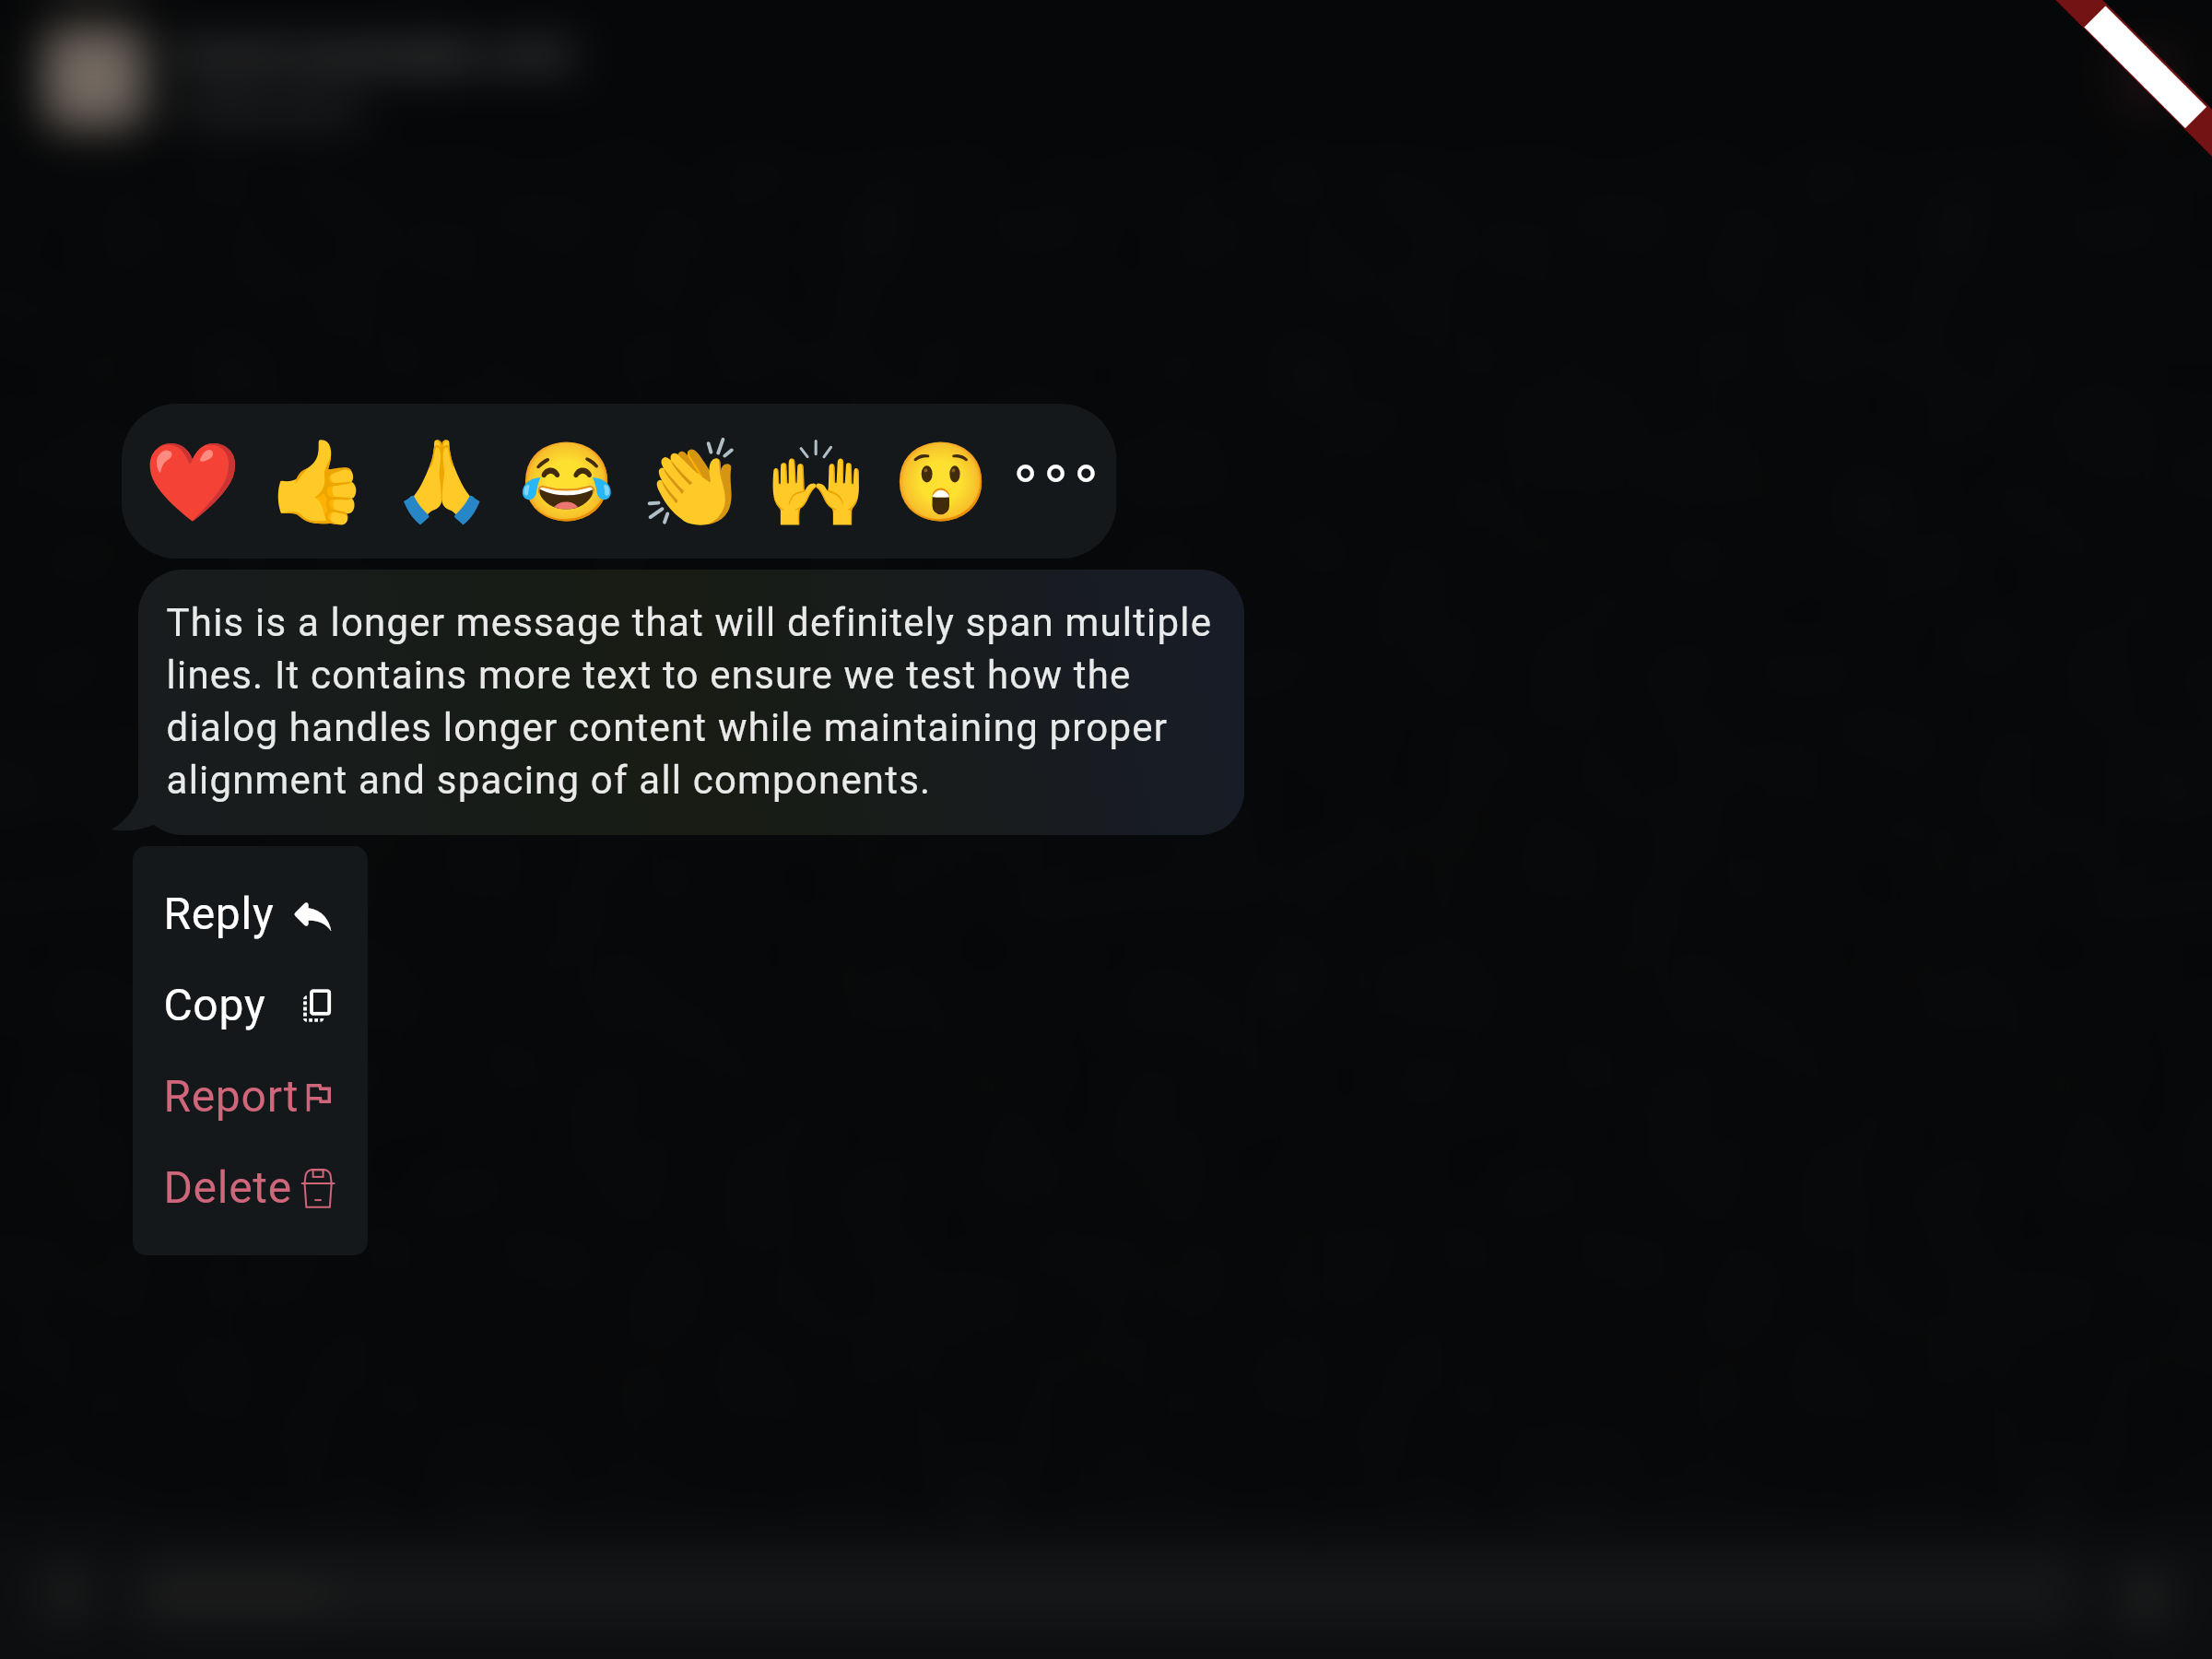 This is a longer message that will definitely span multiple
lines. It contains more text to ensure we test how the
dialog handles longer content while maintaining proper
alignment and spacing of all components.
Reply
Copy
Report
Delete